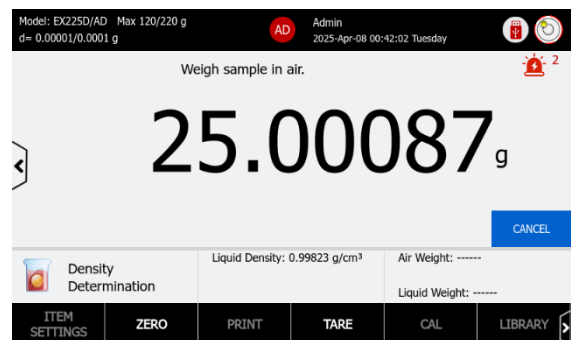 Model: EX225D/AD Max 120/220 g
d= 0.00001/0.0001 g
AD
Admin
2025-Apr-08 00:42:02 Tuesday
2
Weigh sample in air.
25.00087 g
CANCEL
Density
Determination
Liquid Density: 0.99823 g/cm³
Air Weight: ------
Liquid Weight: ------
ITEM
SETTINGS
ZERO
PRINT
TARE
CAL
LIBRARY